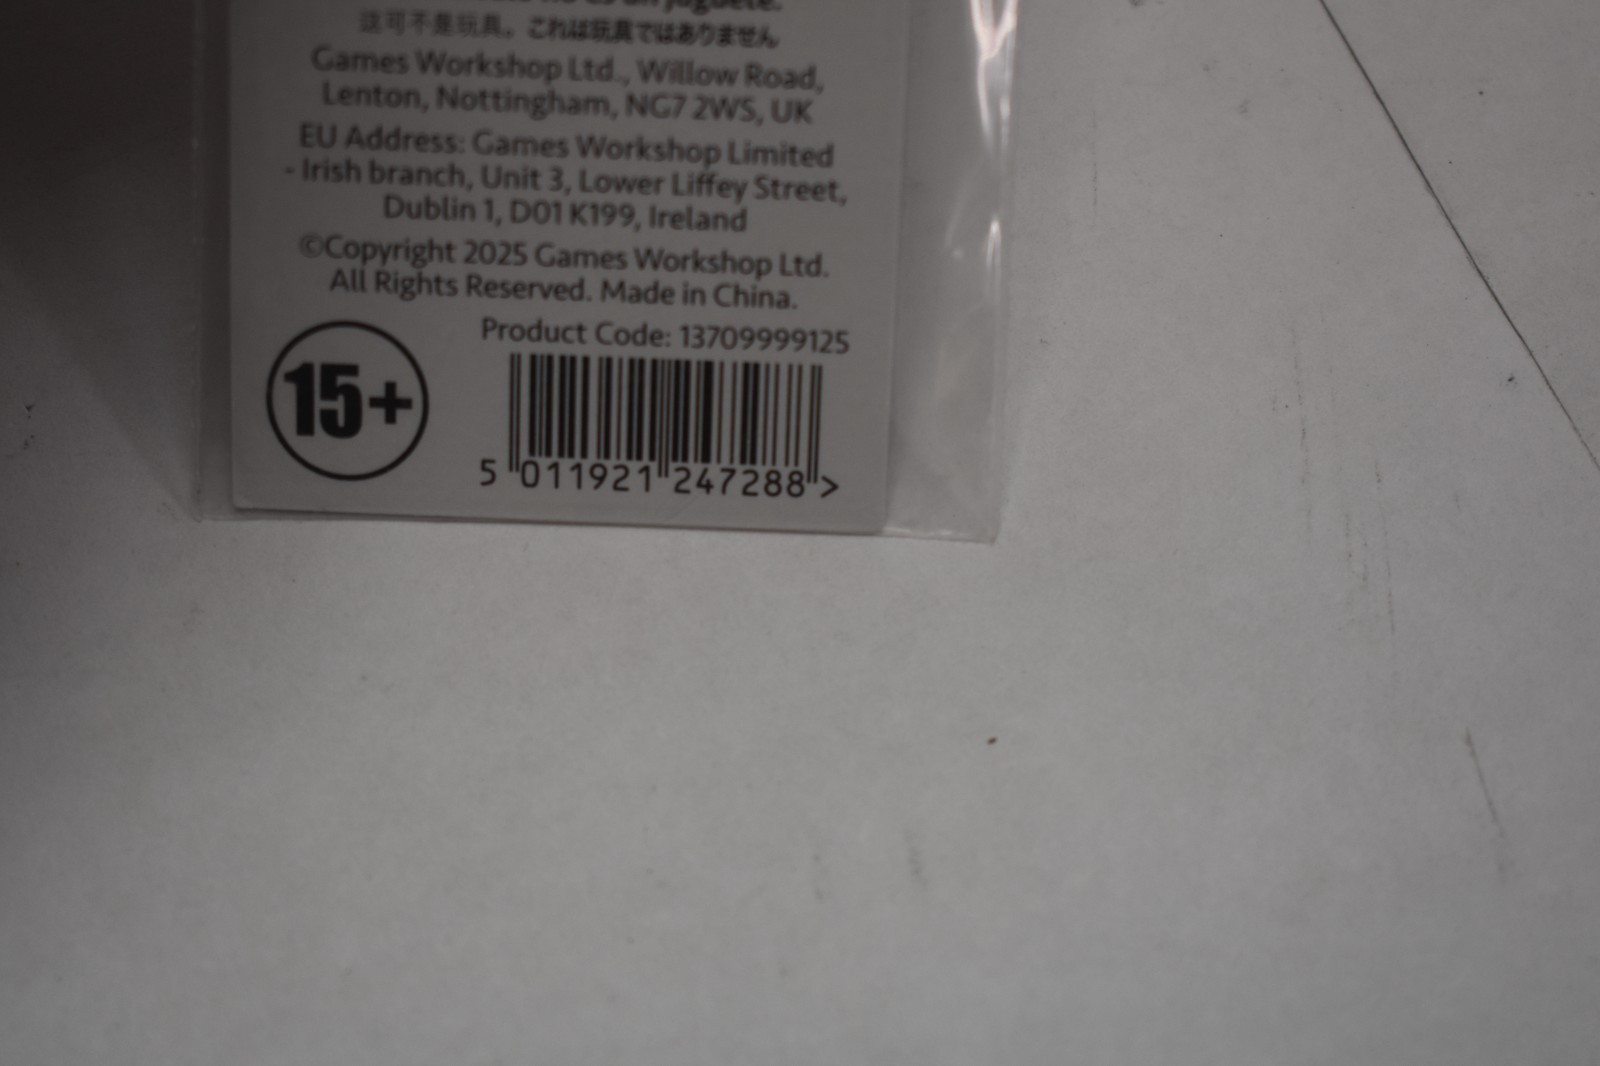 un juguete.
这可不是玩具。これは玩具ではありません
Games Workshop Ltd., Willow Road,
Lenton, Nottingham, NG7 2WS, UK
EU Address: Games Workshop Limited
- Irish branch, Unit 3, Lower Liffey Street,
Dublin 1, D01 K199, Ireland
©Copyright 2025 Games Workshop Ltd.
All Rights Reserved. Made in China.
Product Code: 13709999125
15+
5 011921 247288 >